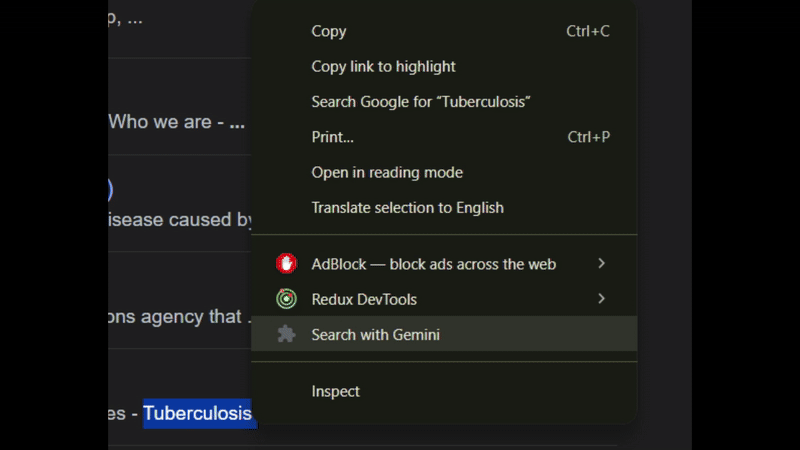 p, ...
Copy Ctrl+C
Copy link to highlight
Search Google for “Tuberculosis”
Who we are - ...
Print... Ctrl+P
Open in reading mode
)
isease caused by
Translate selection to English
AdBlock — block ads across the web
Redux DevTools
ons agency that .
Search with Gemini
Inspect
es - Tuberculosis